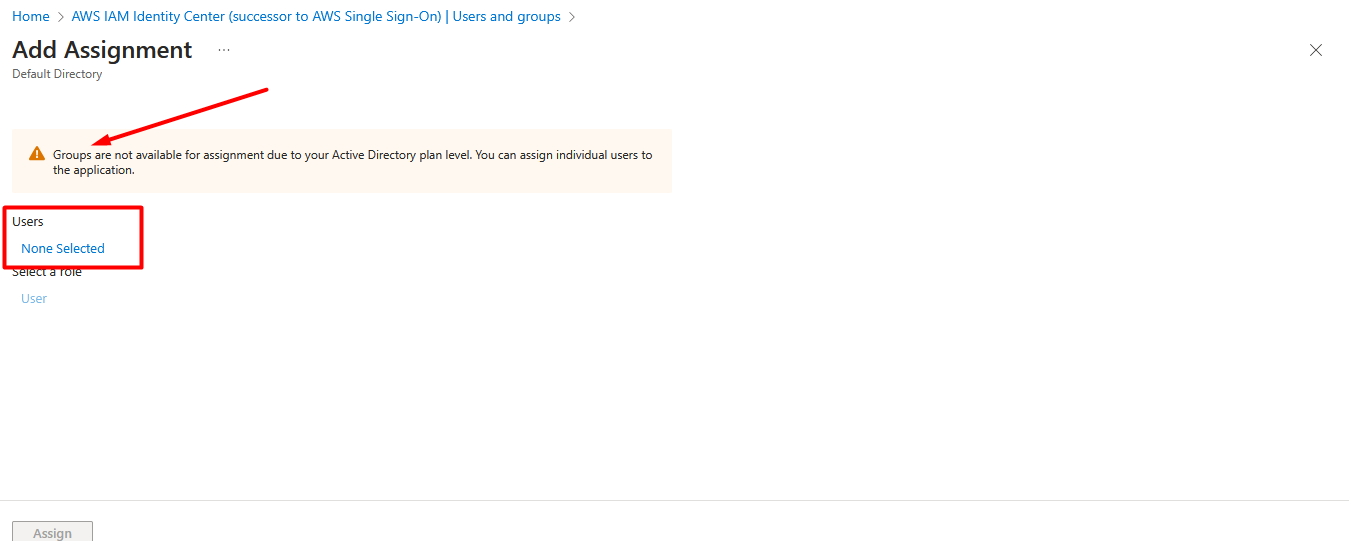 Home > AWS IAM Identity Center (successor to AWS Single Sign-On) | Users and groups >
Add Assignment ...
Default Directory
Groups are not available for assignment due to your Active Directory plan level. You can assign individual users to
the application.
Users
None Selected
Select a role
User
Assign